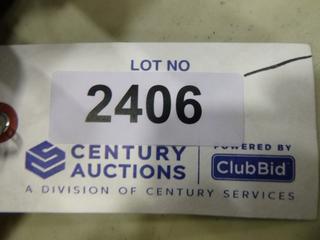 LOT NO
2406
CENTURY AUCTIONS
POWERED BY
ClubBid
A DIVISION OF CENTURY SERVICES